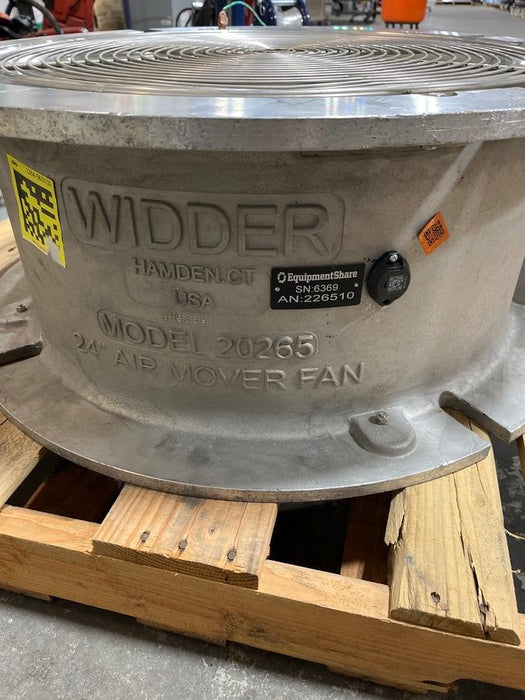 WIDDER
HAMDEN.CT
USA
MODEL 20265
24" AIR MOVER FAN
EquipmentShare
SN:6369
AN:226510